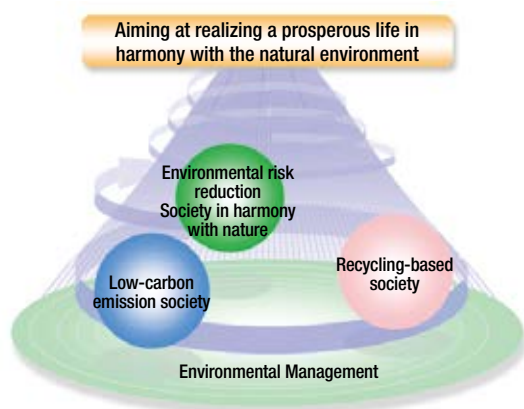 Aiming at realizing a prosperous life in
harmony with the natural environment
Environmental risk
reduction
Society in harmony
with nature
Low-carbon
emission society
Recycling-based
society
Environmental Management